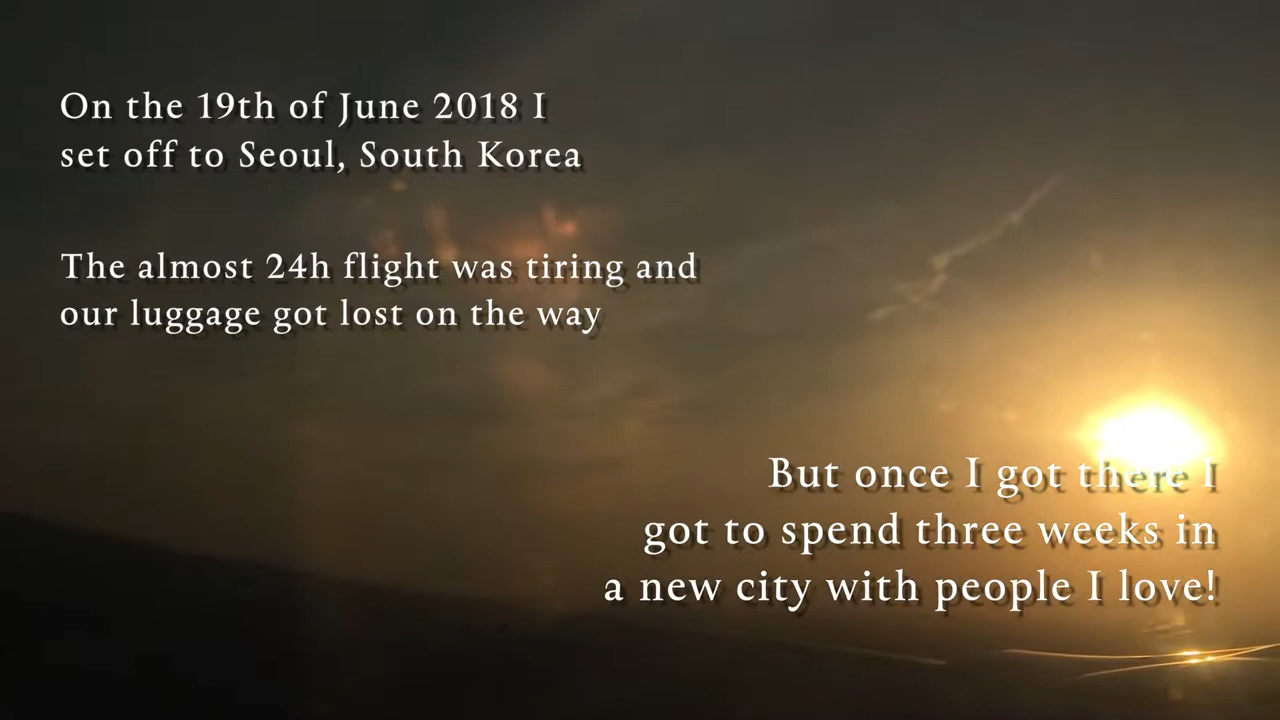 On the 19th of June 2018 I
set off to Seoul, South Korea
The almost 24h flight was tiring and
our luggage got lost on the way
But once I got there I
got to spend three weeks in
a new city with people I love!